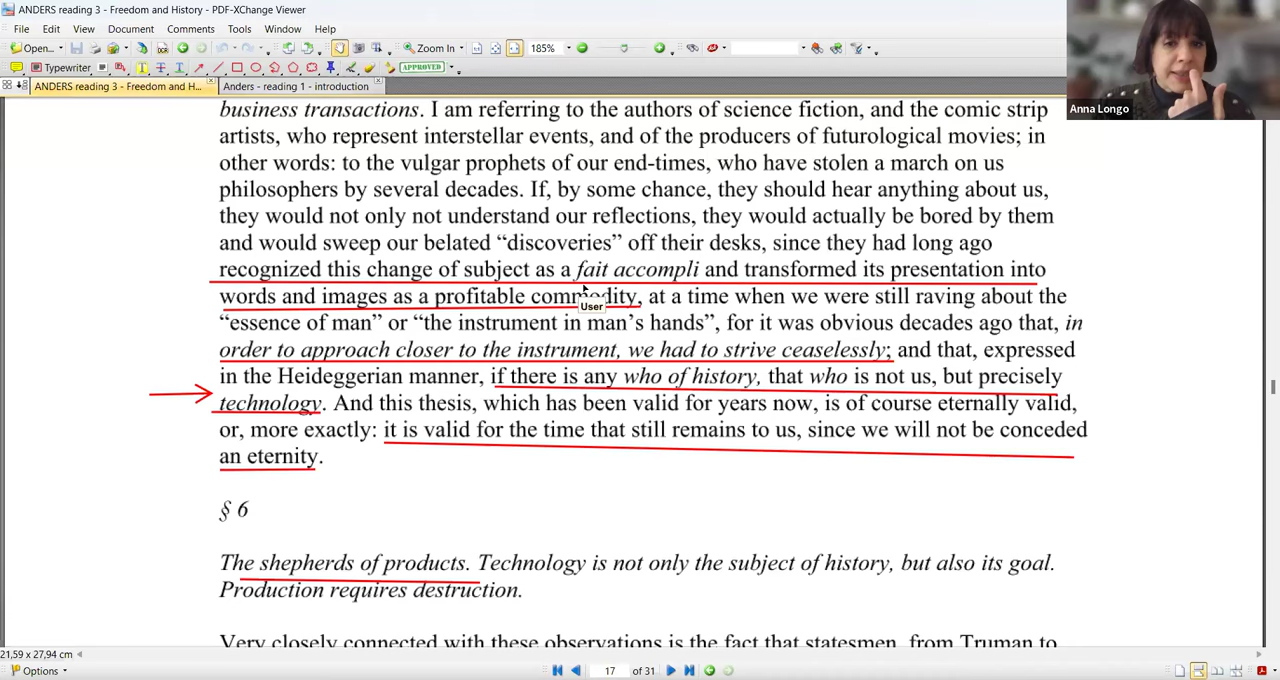 ANDERS reading 3 - Freedom and History - PDF-XChange Viewer
File Edit View Document Comments Tools Window Help
Open... Zoom In 185%
Typewriter APPROVED
ANDERS reading 3 - Freedom and H... Anders - reading 1 - introduction
Anna Longo
business transactions. I am referring to the authors of science fiction, and the comic strip
artists, who represent interstellar events, and of the producers of futurological movies; in
other words: to the vulgar prophets of our end-times, who have stolen a march on us
philosophers by several decades. If, by some chance, they should hear anything about us,
they would not only not understand our reflections, they would actually be bored by them
and would sweep our belated “discoveries” off their desks, since they had long ago
recognized this change of subject as a fait accompli and transformed its presentation into
words and images as a profitable commodity, at a time when we were still raving about the
User
“essence of man” or “the instrument in man’s hands”, for it was obvious decades ago that, in
order to approach closer to the instrument, we had to strive ceaselessly; and that, expressed
in the Heideggerian manner, if there is any who of history, that who is not us, but precisely
technology. And this thesis, which has been valid for years now, is of course eternally valid,
or, more exactly: it is valid for the time that still remains to us, since we will not be conceded
an eternity.
§ 6
The shepherds of products. Technology is not only the subject of history, but also its goal.
Production requires destruction.
Very closely connected with these observations is the fact that statesmen, from Truman to
21,59 x 27,94 cm
Options 17 of 31